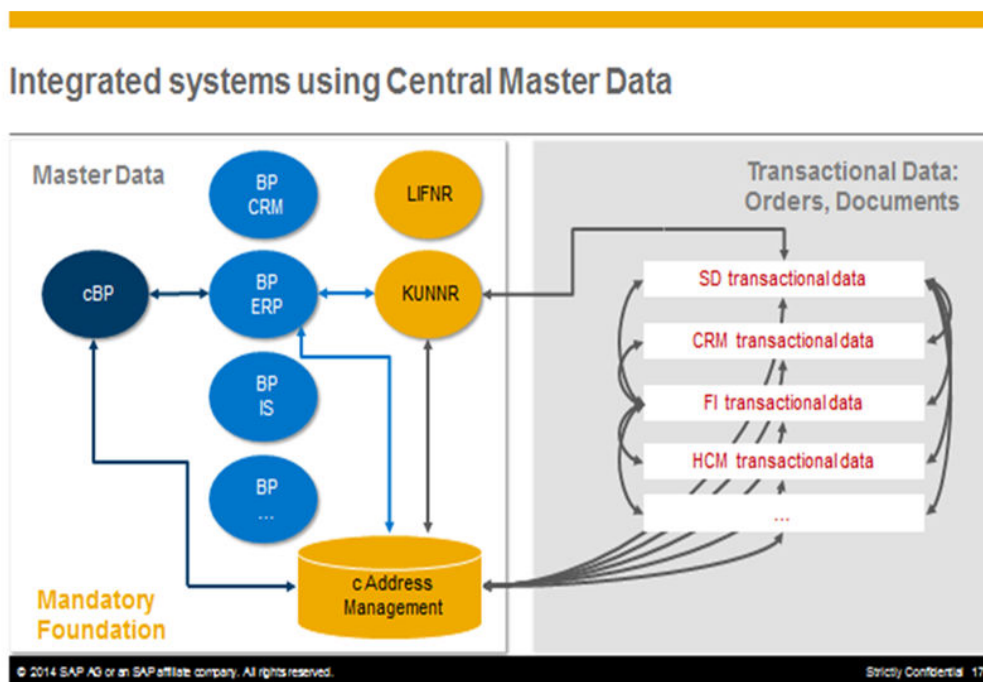 Integrated systems using Central Master Data
Master Data
BP
CRM
LIFNR
cBP
BP
ERP
KUNNR
BP
IS
BP
...
c Address
Management
Mandatory
Foundation
Transactional Data:
Orders, Documents
SD transactional data
CRM transactional data
FI transactional data
HCM transactional data
...
© 2014 SAP AG or an SAP affiliate company. All rights reserved.
Strictly Confidential 17